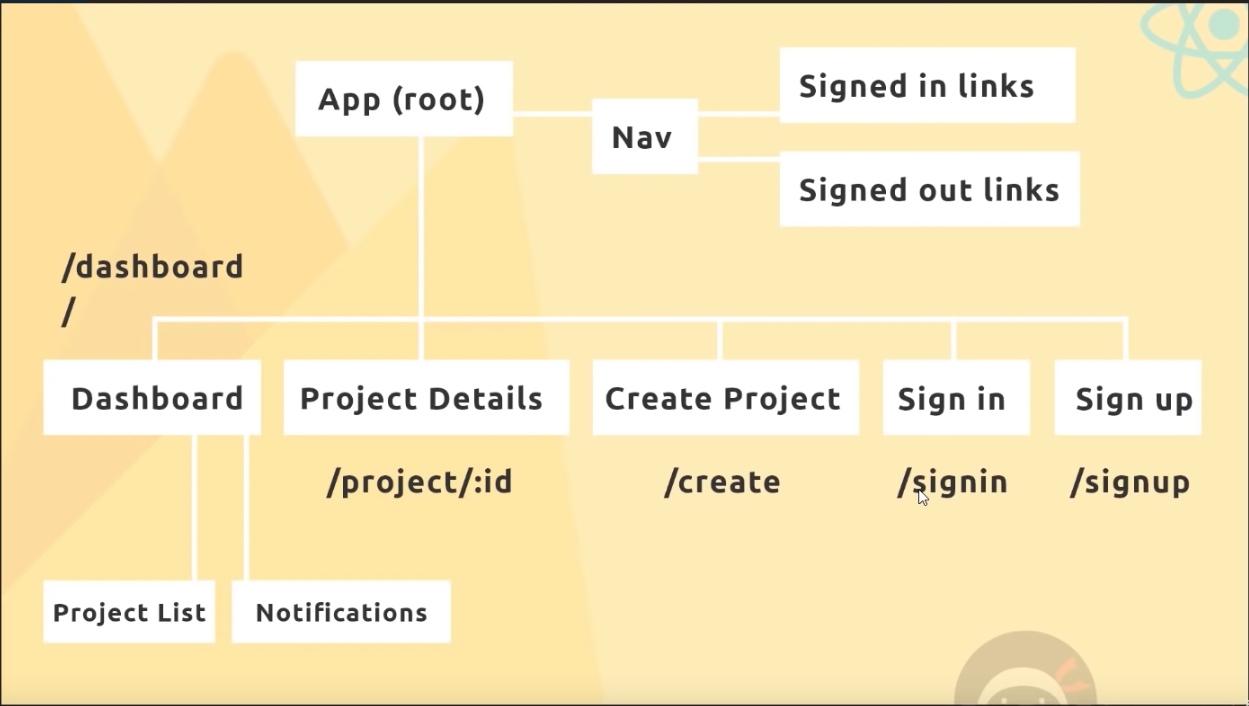 App (root)
Nav
Signed in links
Signed out links
/dashboard
/
Dashboard
Project Details
Create Project
Sign in
Sign up
/project/:id
/create
/signin
/signup
Project List
Notifications